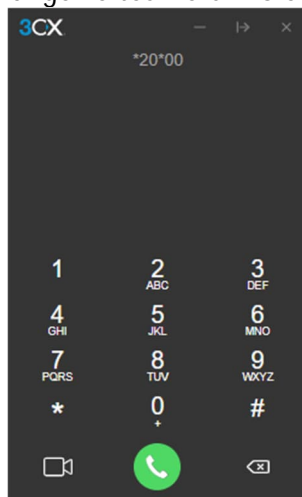 3CX
*20*00
1 2 3
ABC DEF
4 5 6
GHI JKL MNO
7 8 9
PQRS TUV WXYZ
* 0 #
+